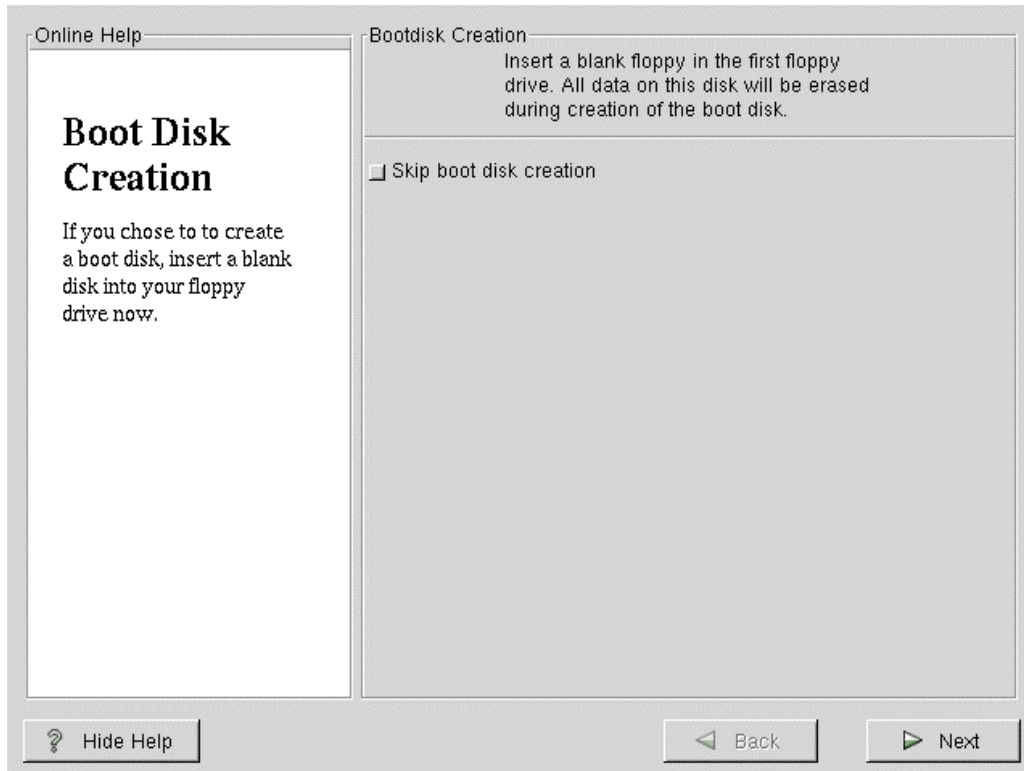 Online Help
Boot Disk
Creation
If you chose to to create
a boot disk, insert a blank
disk into your floppy
drive now.
Bootdisk Creation
Insert a blank floppy in the first floppy
drive. All data on this disk will be erased
during creation of the boot disk.
Skip boot disk creation
? Hide Help
Back
Next